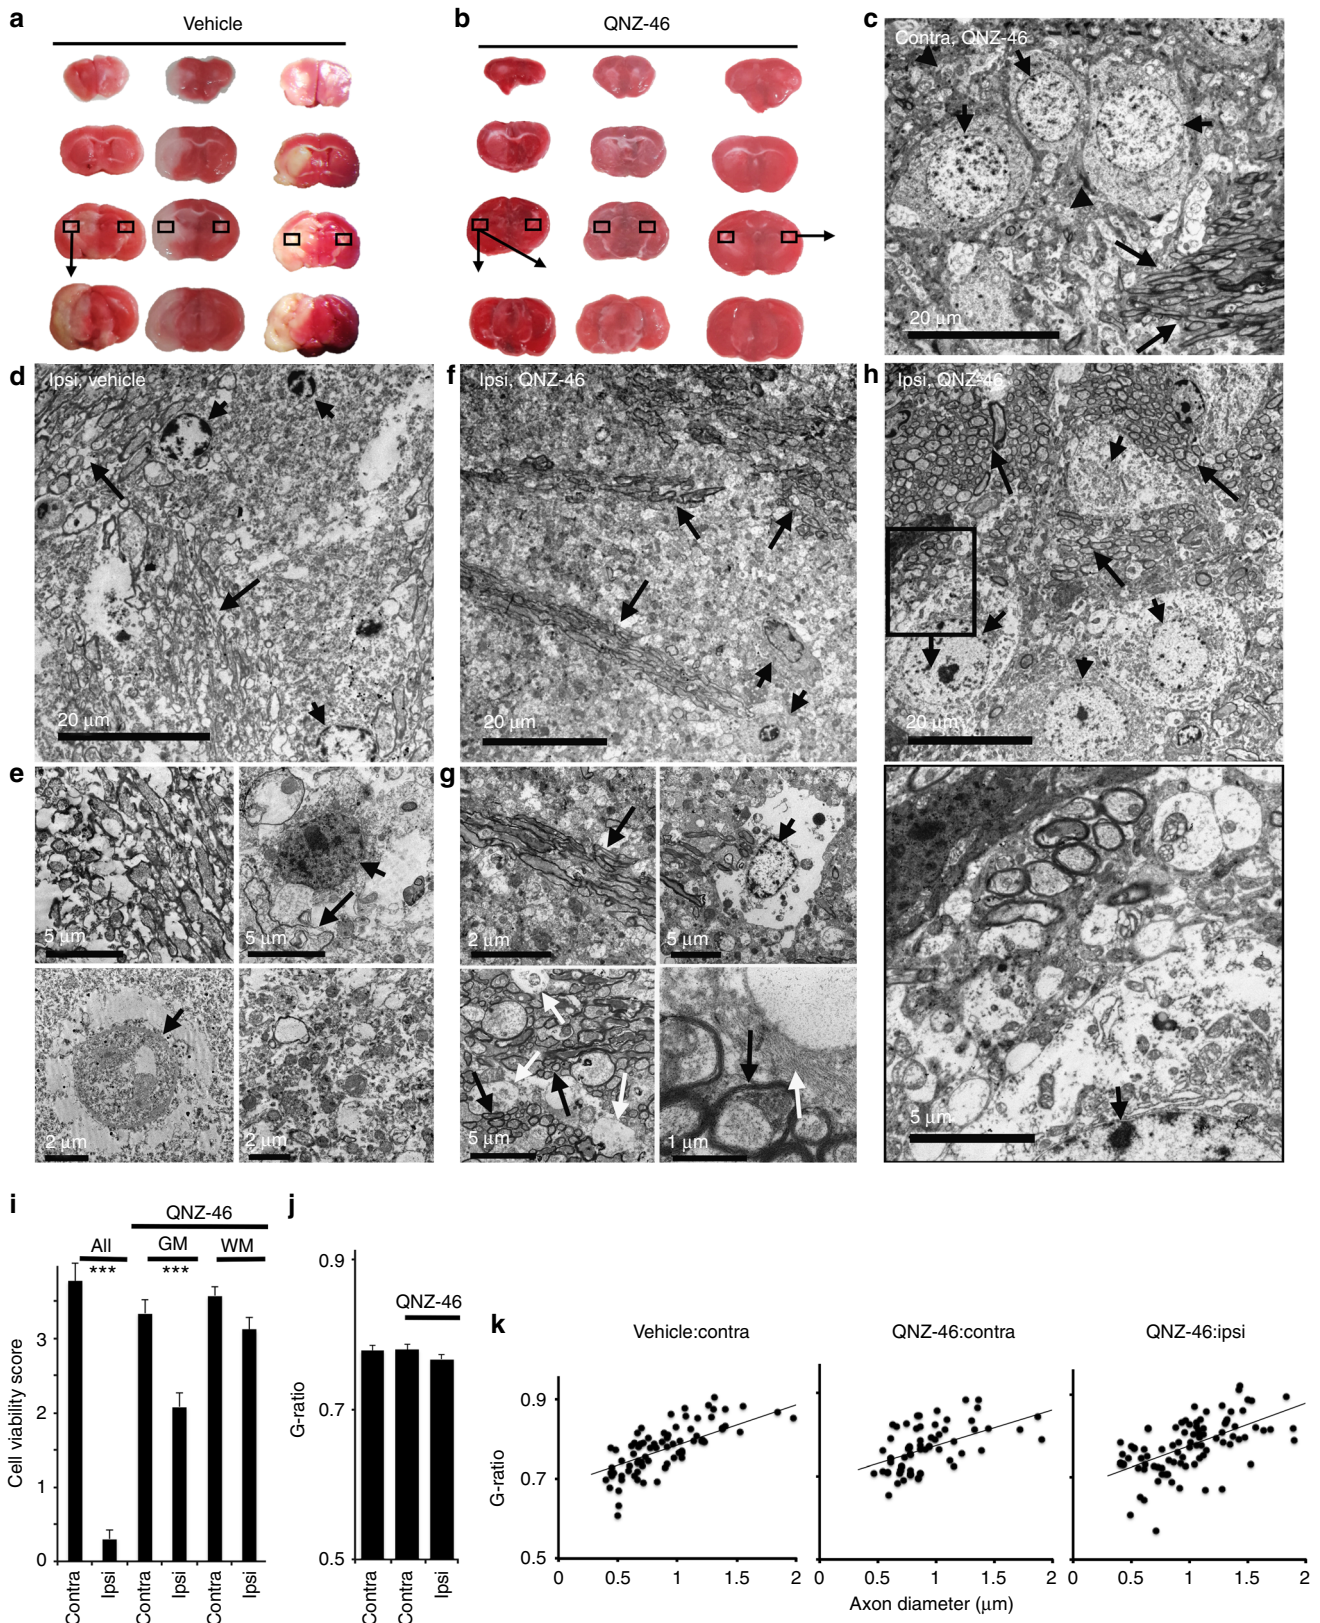 a
Vehicle
b
QNZ-46
c
Contra, QNZ-46
20 µm
d
Ipsi, vehicle
20 µm
f
Ipsi, QNZ-46
20 µm
h
Ipsi, QNZ-46
20 µm
e
5 µm
5 µm
2 µm
2 µm
g
2 µm
5 µm
5 µm
1 µm
5 µm
i
QNZ-46
All
GM
WM
***
***
Cell viability score
3
2
1
0
Contra
Ipsi
Contra
Ipsi
Contra
Ipsi
j
QNZ-46
G-ratio
0.9
0.7
0.5
Contra
Contra
Ipsi
k
Vehicle:contra
QNZ-46:contra
QNZ-46:ipsi
G-ratio
0.9
0.7
0.5
0 0.5 1 1.5 2
0 0.5 1 1.5 2
0 0.5 1 1.5 2
Axon diameter (µm)